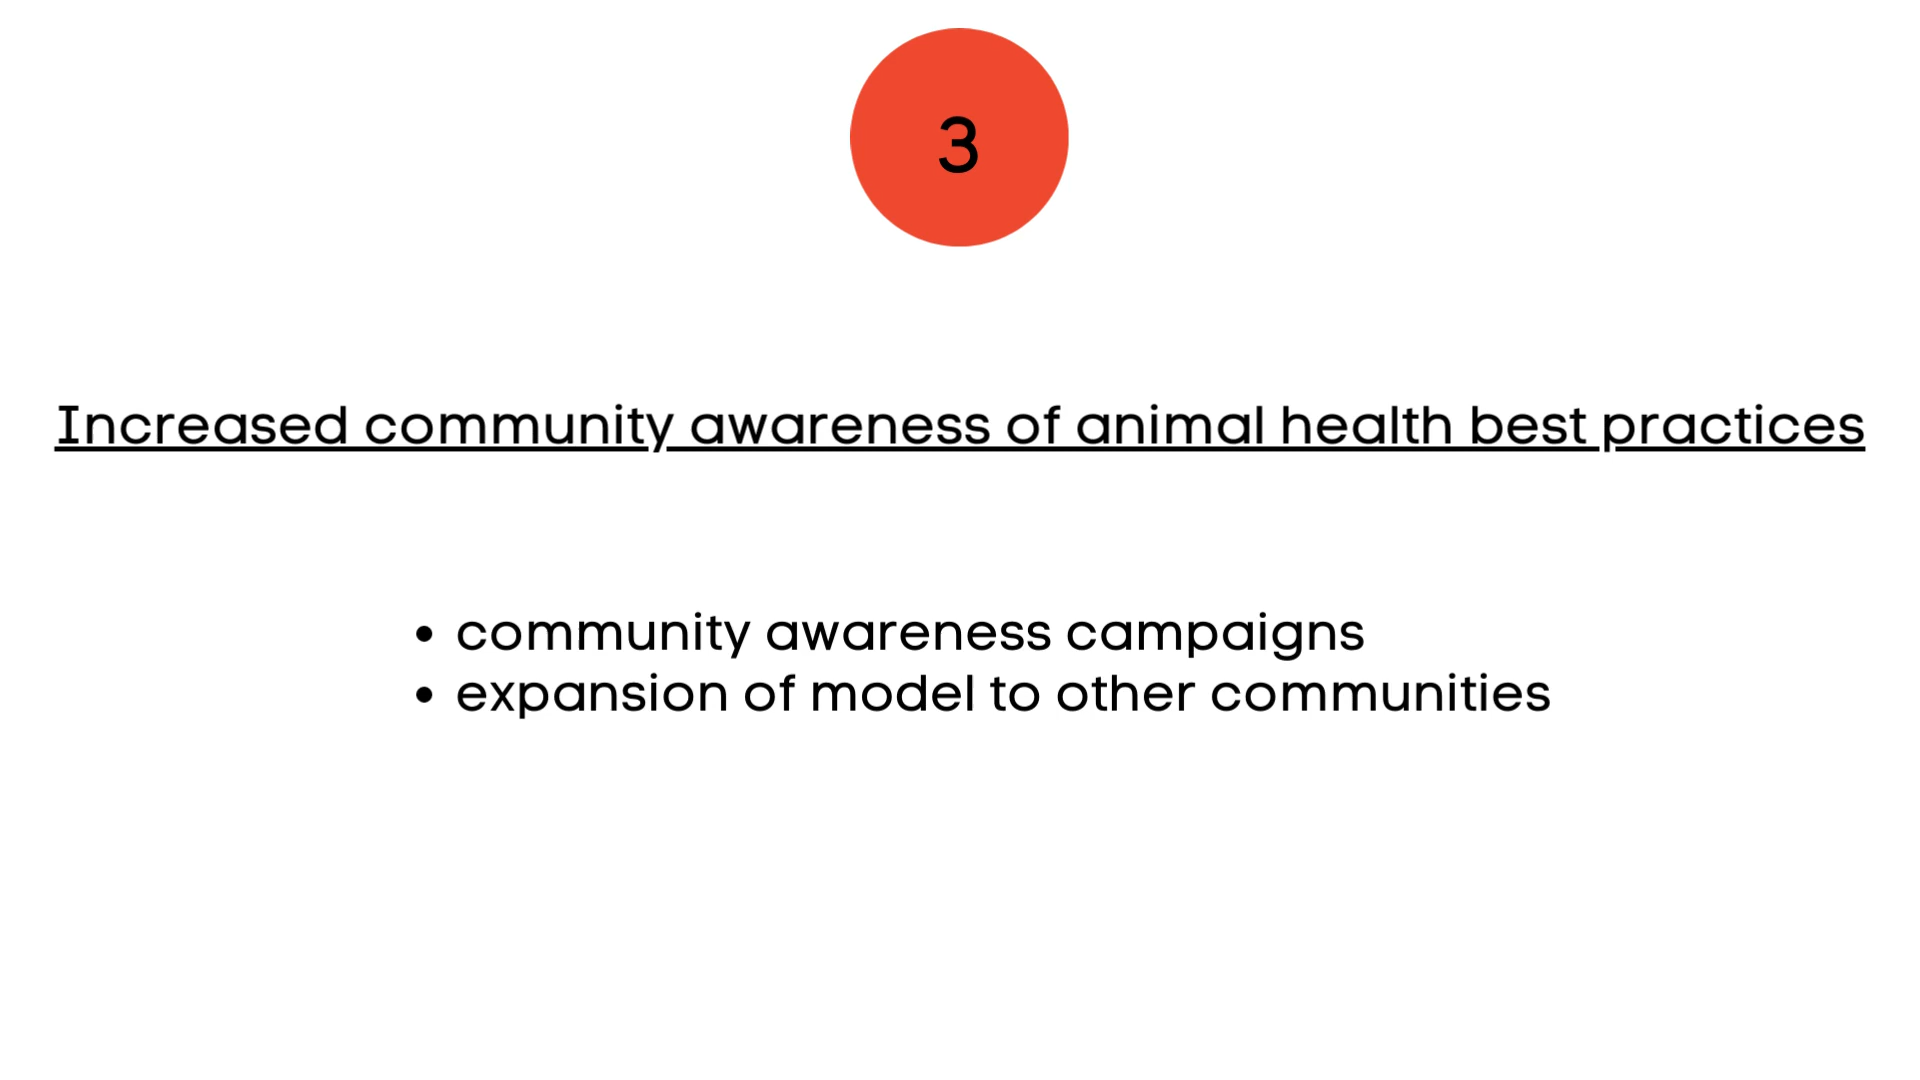 3
Increased community awareness of animal health best practices
• community awareness campaigns
• expansion of model to other communities